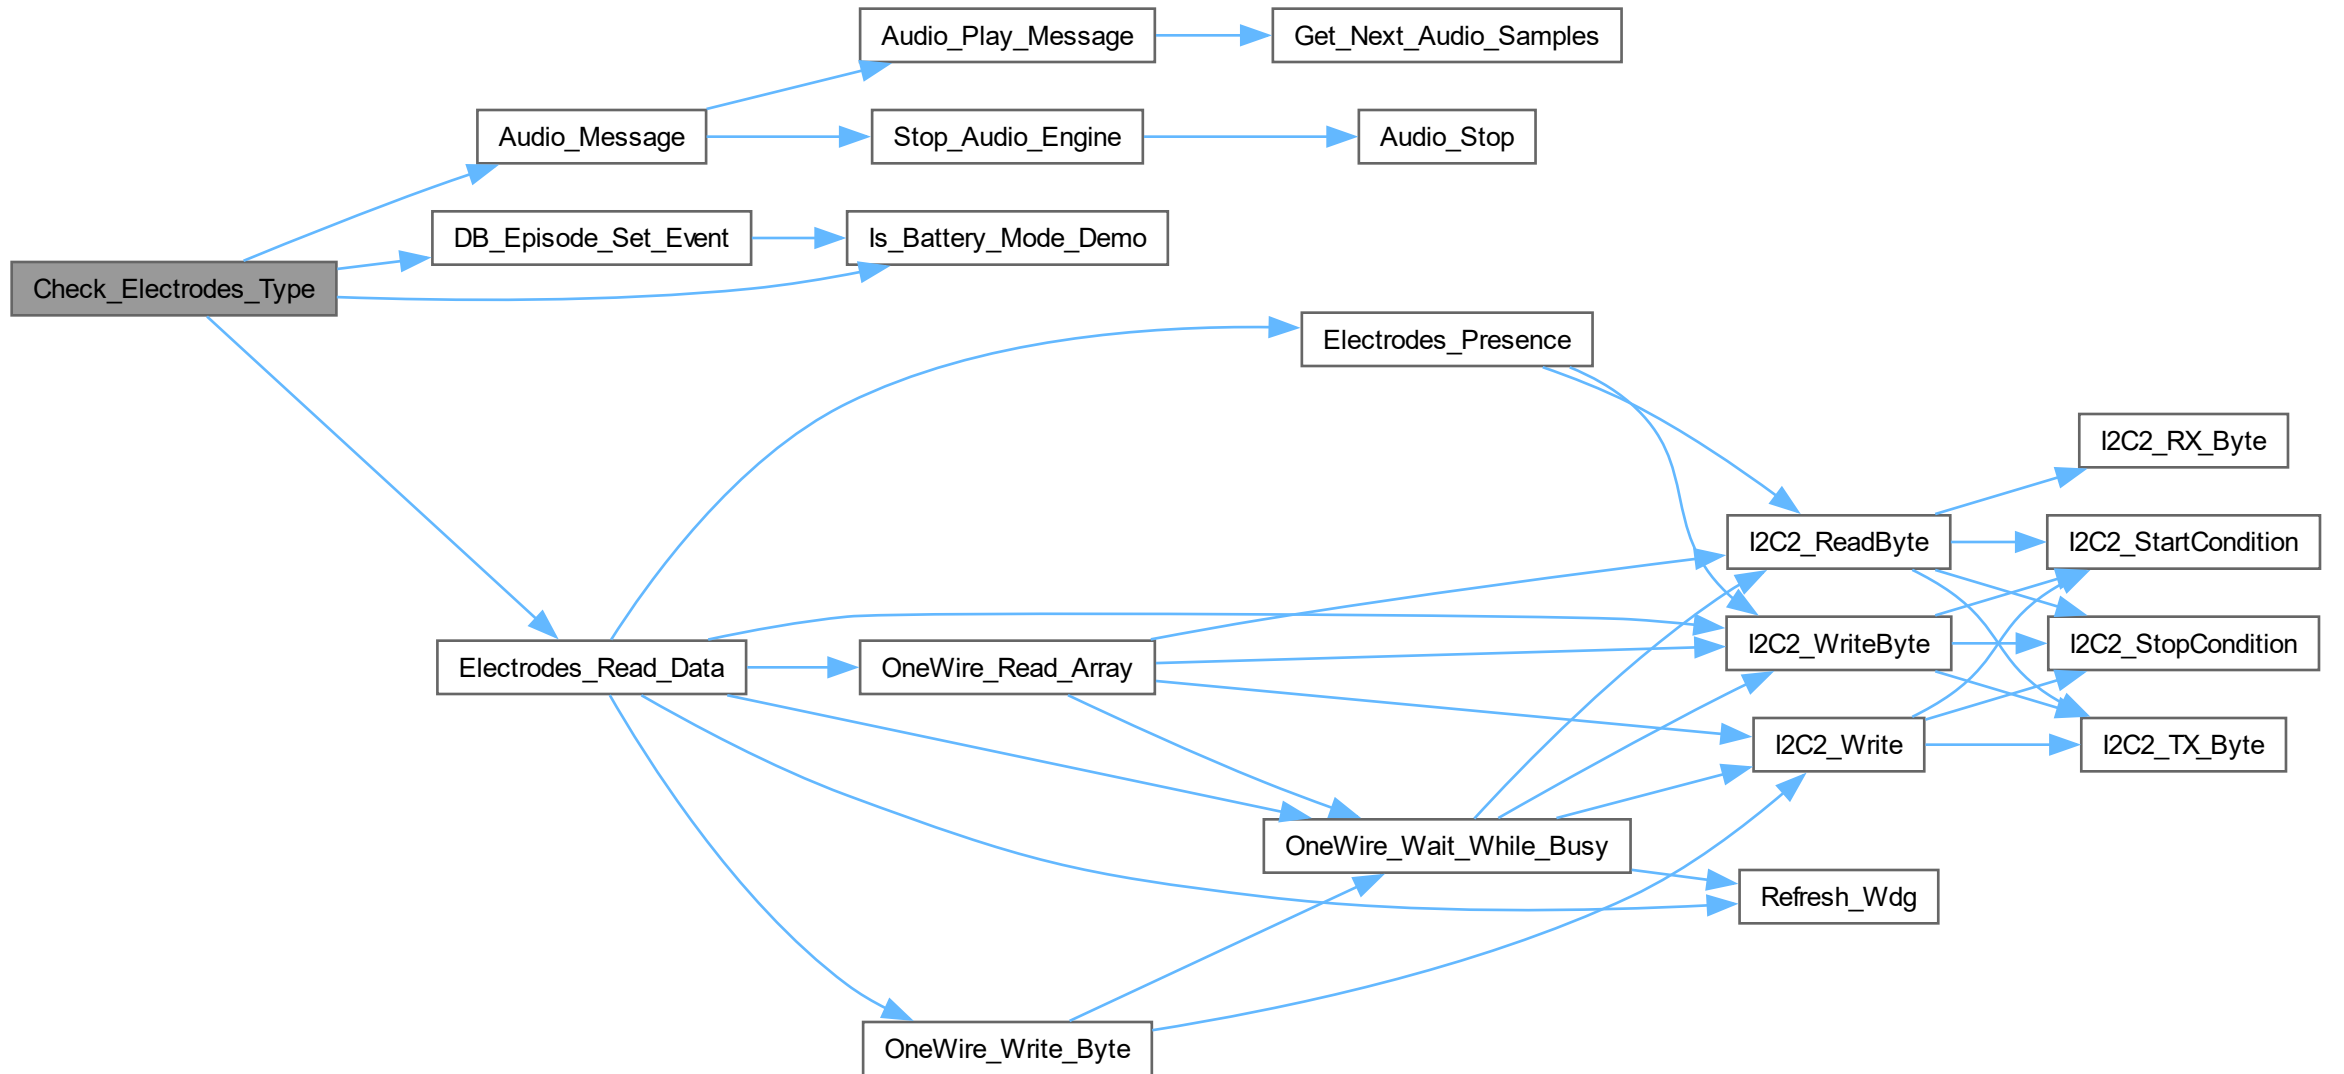 Audio_Play_Message
Get_Next_Audio_Samples
Audio_Message
Stop_Audio_Engine
Audio_Stop
DB_Episode_Set_Event
Is_Battery_Mode_Demo
Check_Electrodes_Type
Electrodes_Presence
I2C2_RX_Byte
I2C2_ReadByte
I2C2_StartCondition
Electrodes_Read_Data
OneWire_Read_Array
I2C2_WriteByte
I2C2_StopCondition
I2C2_Write
I2C2_TX_Byte
OneWire_Wait_While_Busy
Refresh_Wdg
OneWire_Write_Byte